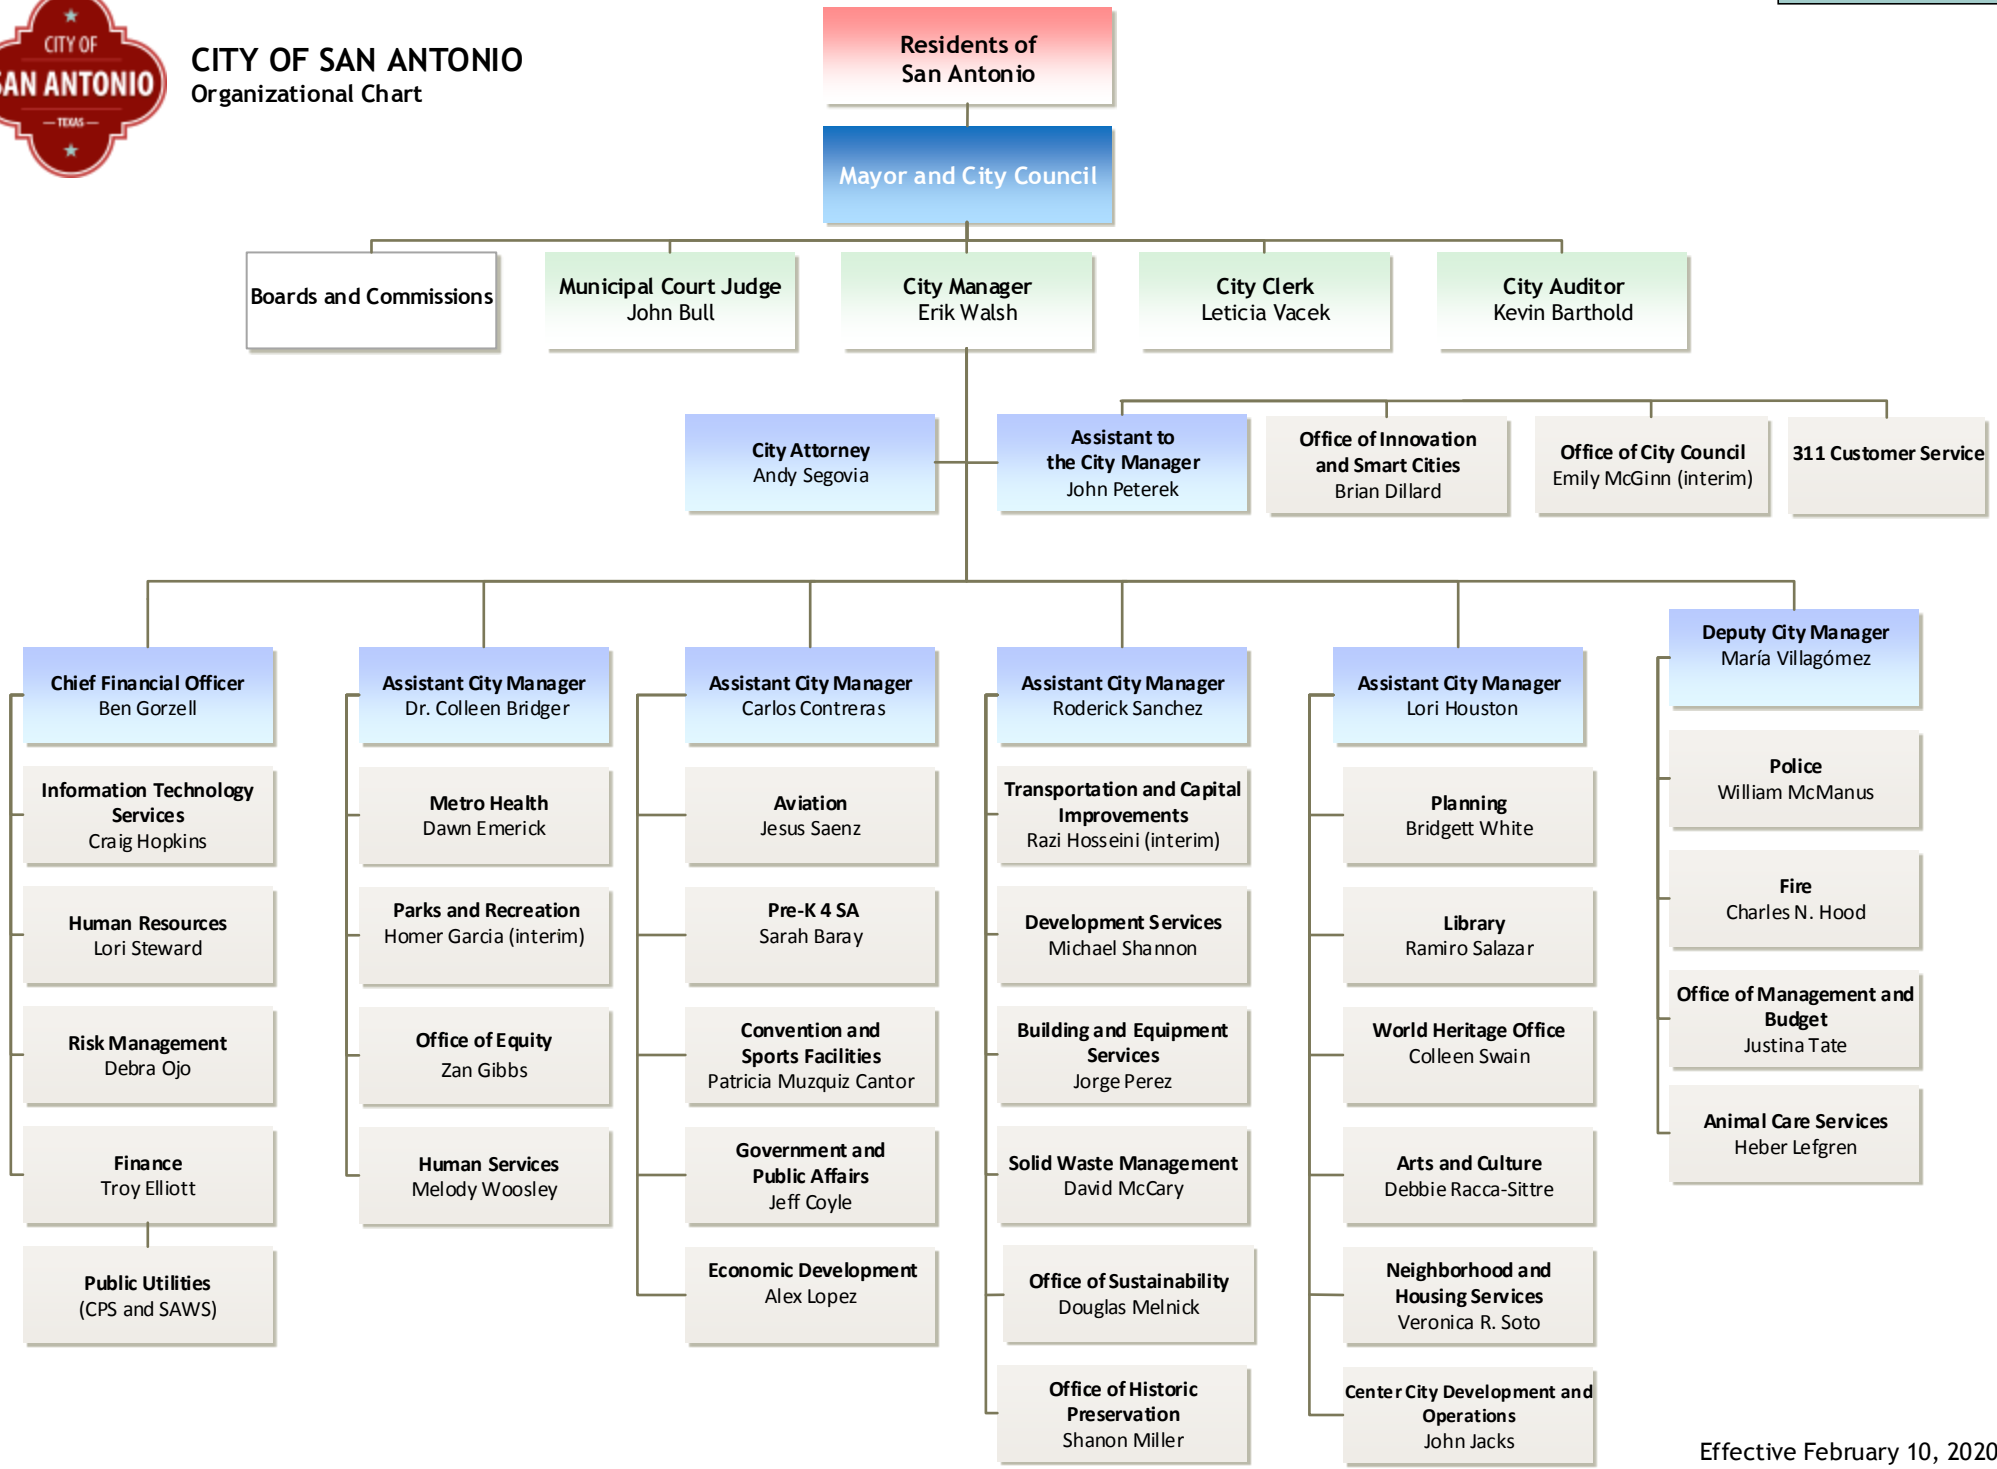 CITY OF
SAN ANTONIO
TEXAS
CITY OF SAN ANTONIO
Organizational Chart
Residents of
San Antonio
Mayor and City Council
Boards and Commissions
Municipal Court Judge
John Bull
City Manager
Erik Walsh
City Clerk
Leticia Vacek
City Auditor
Kevin Barthold
City Attorney
Andy Segovia
Assistant to
the City Manager
John Peterek
Office of Innovation
and Smart Cities
Brian Dillard
Office of City Council
Emily McGinn (interim)
311 Customer Service
Chief Financial Officer
Ben Gorzell
Information Technology
Services
Craig Hopkins
Human Resources
Lori Steward
Risk Management
Debra Ojo
Finance
Troy Elliott
Public Utilities
(CPS and SAWS)
Assistant City Manager
Dr. Colleen Bridger
Metro Health
Dawn Emerick
Parks and Recreation
Homer Garcia (interim)
Office of Equity
Zan Gibbs
Human Services
Melody Woosley
Assistant City Manager
Carlos Contreras
Aviation
Jesus Saenz
Pre-K 4 SA
Sarah Baray
Convention and
Sports Facilities
Patricia Muzquiz Cantor
Government and
Public Affairs
Jeff Coyle
Economic Development
Alex Lopez
Assistant City Manager
Roderick Sanchez
Transportation and Capital
Improvements
Razi Hosseini (interim)
Development Services
Michael Shannon
Building and Equipment
Services
Jorge Perez
Solid Waste Management
David McCary
Office of Sustainability
Douglas Melnick
Office of Historic
Preservation
Shanon Miller
Assistant City Manager
Lori Houston
Planning
Bridgett White
Library
Ramiro Salazar
World Heritage Office
Colleen Swain
Arts and Culture
Debbie Racca-Sittre
Neighborhood and
Housing Services
Veronica R. Soto
Center City Development and
Operations
John Jacks
Deputy City Manager
María Villagómez
Police
William McManus
Fire
Charles N. Hood
Office of Management and
Budget
Justina Tate
Animal Care Services
Heber Lefgren
Effective February 10, 2020